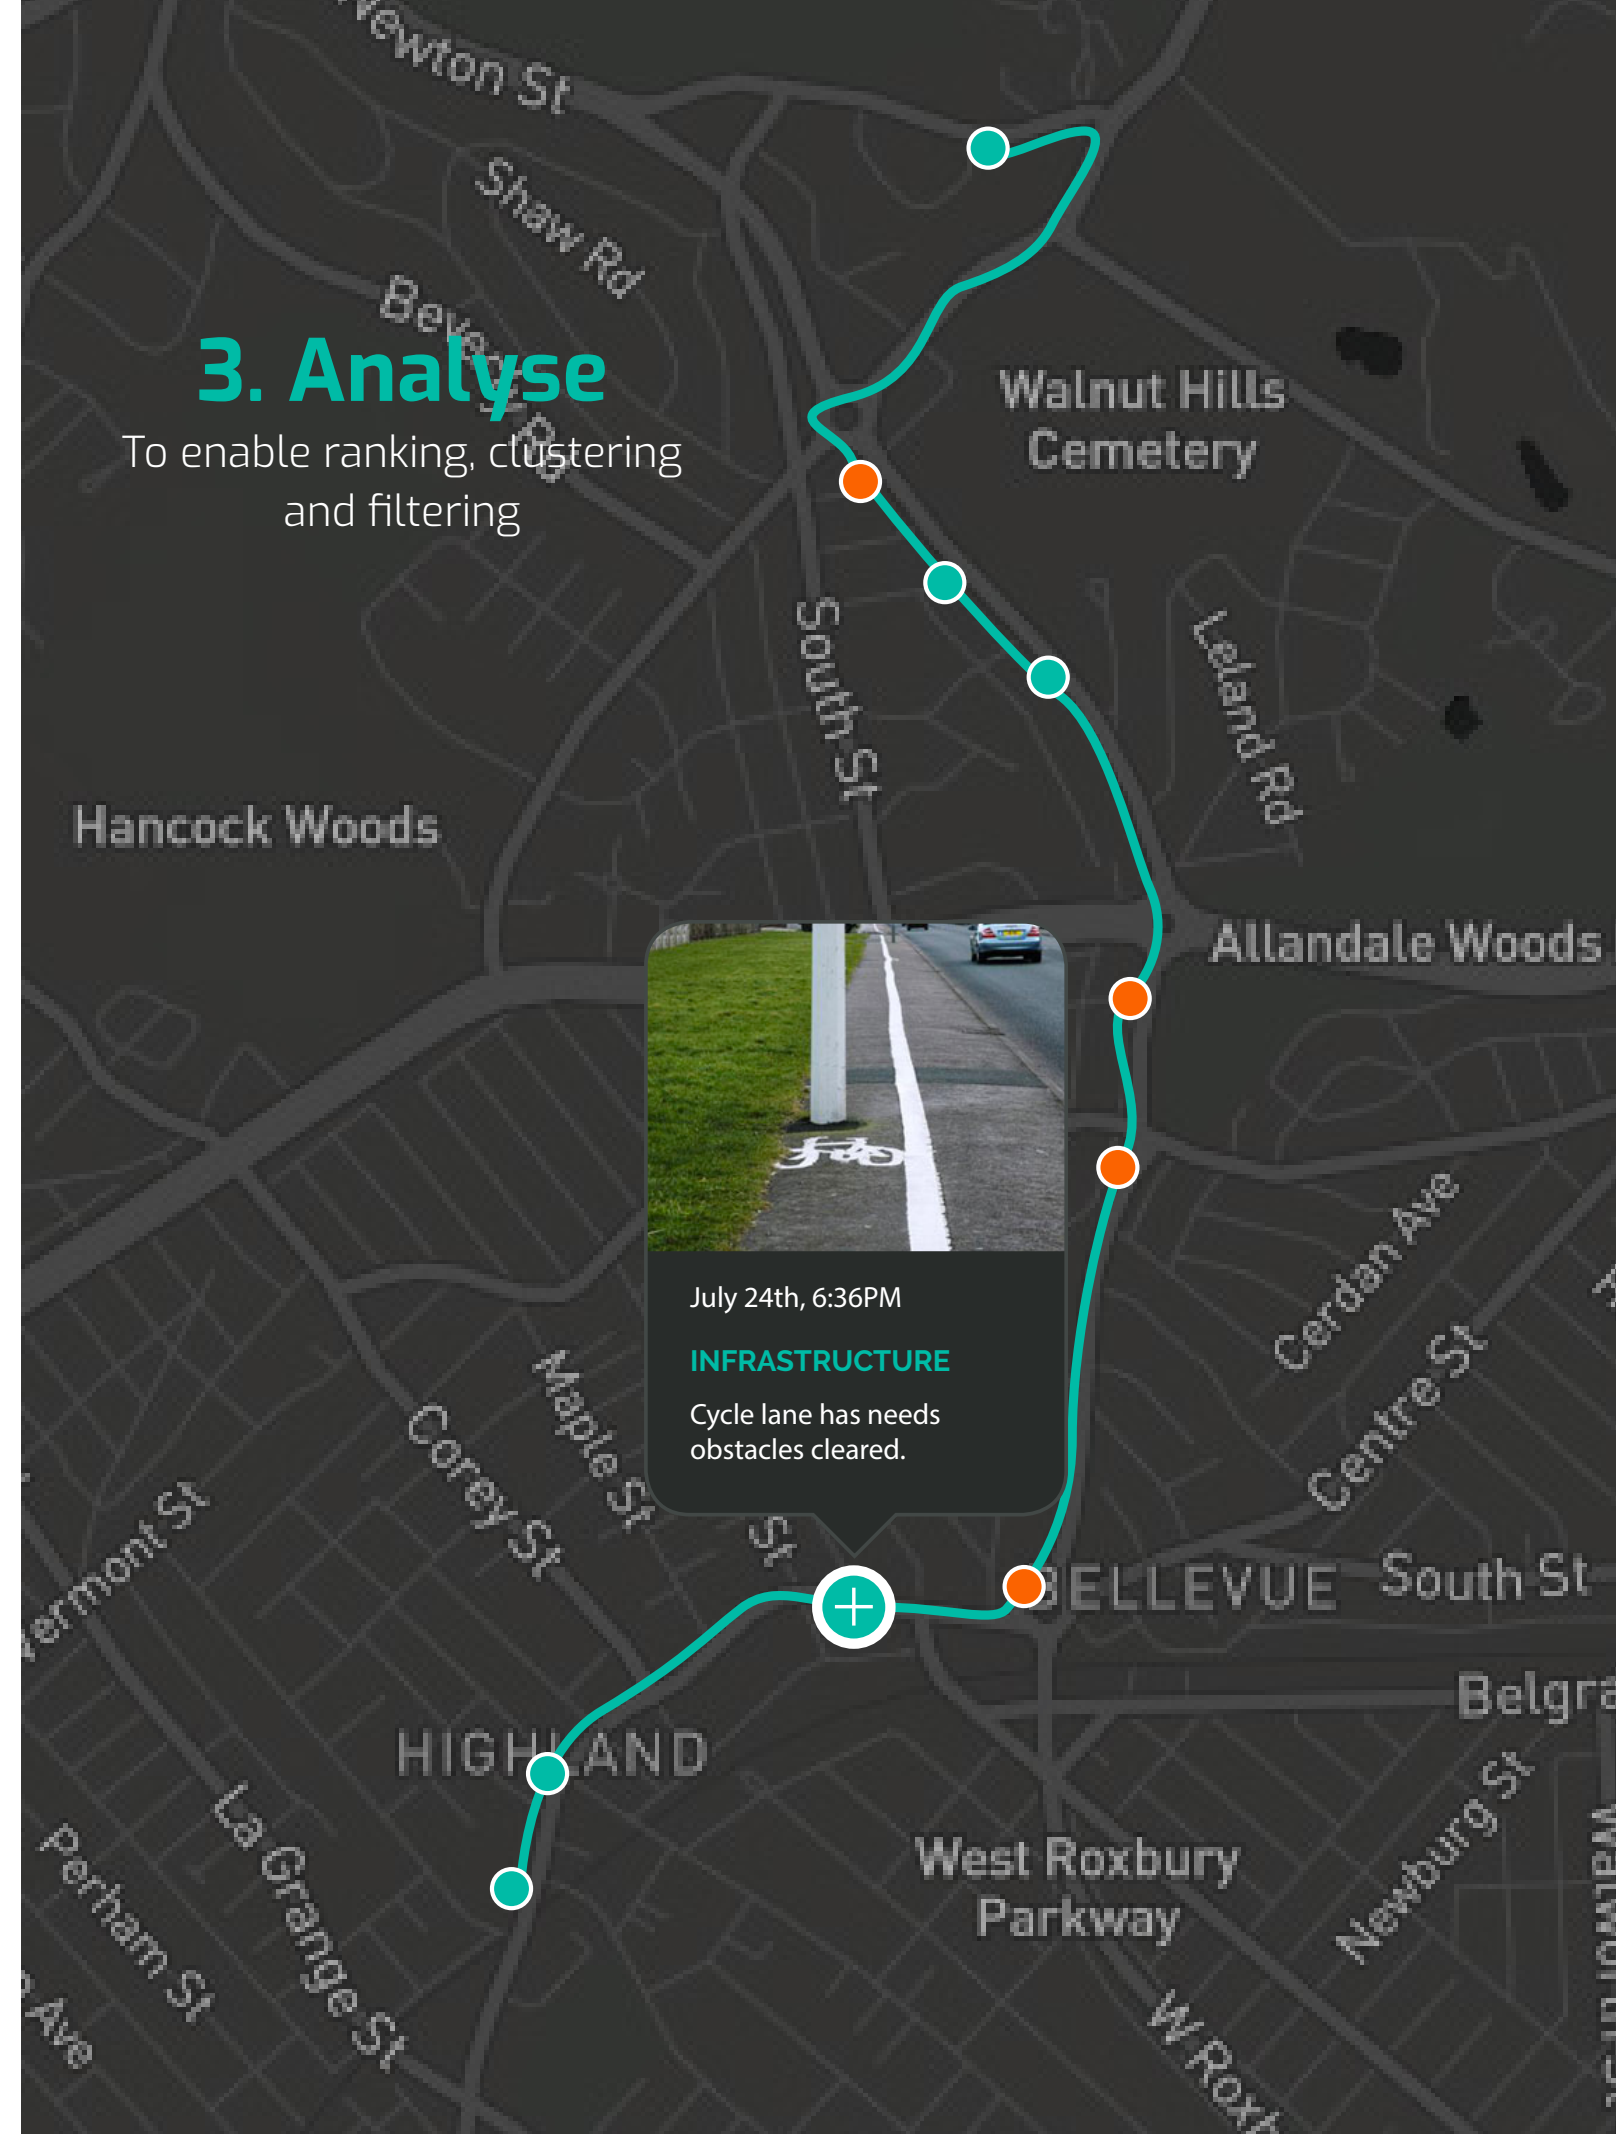 Newton St
Shaw Rd
3. Analyse
To enable ranking, clustering
and filtering
Walnut Hills
Cemetery
South St
Leland Rd
Hancock Woods
Allandale Woods
July 24th, 6:36PM
INFRASTRUCTURE
Cycle lane has needs
obstacles cleared.
Cerdan Ave
Centre St
Maple St
Corey St
St
BELLEVUE
South St
HIGHLAND
La Grange St
Perham St
Ave
West Roxbury
Parkway
Newburg St